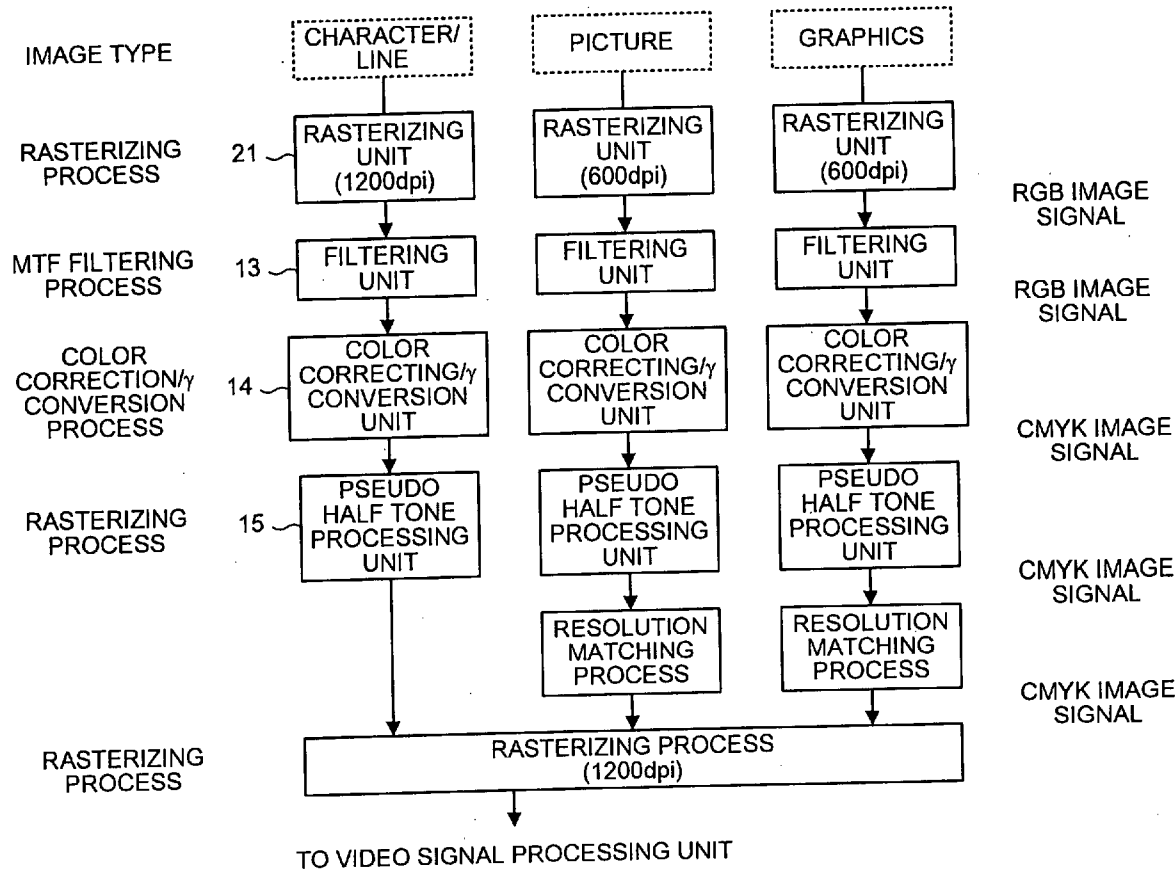 IMAGE TYPE
CHARACTER/
LINE
PICTURE
GRAPHICS
RASTERIZING
PROCESS
21
RASTERIZING
UNIT
(1200dpi)
RASTERIZING
UNIT
(600dpi)
RASTERIZING
UNIT
(600dpi)
RGB IMAGE
SIGNAL
MTF FILTERING
PROCESS
13
FILTERING
UNIT
FILTERING
UNIT
FILTERING
UNIT
RGB IMAGE
SIGNAL
COLOR
CORRECTION/γ
CONVERSION
PROCESS
14
COLOR
CORRECTING/γ
CONVERSION
UNIT
COLOR
CORRECTING/γ
CONVERSION
UNIT
COLOR
CORRECTING/γ
CONVERSION
UNIT
CMYK IMAGE
SIGNAL
RASTERIZING
PROCESS
15
PSEUDO
HALF TONE
PROCESSING
UNIT
PSEUDO
HALF TONE
PROCESSING
UNIT
PSEUDO
HALF TONE
PROCESSING
UNIT
CMYK IMAGE
SIGNAL
RESOLUTION
MATCHING
PROCESS
RESOLUTION
MATCHING
PROCESS
CMYK IMAGE
SIGNAL
RASTERIZING
PROCESS
RASTERIZING PROCESS
(1200dpi)
TO VIDEO SIGNAL PROCESSING UNIT